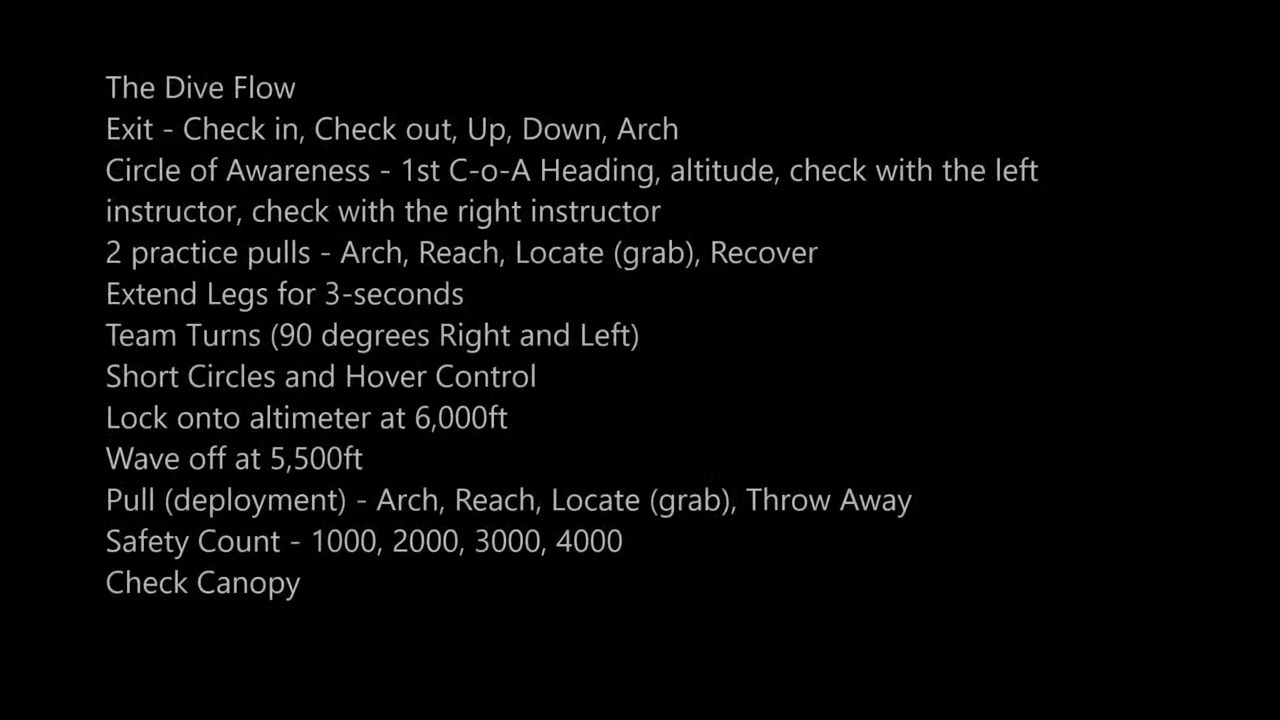 The Dive Flow
Exit - Check in, Check out, Up, Down, Arch
Circle of Awareness - 1st C-o-A Heading, altitude, check with the left
instructor, check with the right instructor
2 practice pulls - Arch, Reach, Locate (grab), Recover
Extend Legs for 3-seconds
Team Turns (90 degrees Right and Left)
Short Circles and Hover Control
Lock onto altimeter at 6,000ft
Wave off at 5,500ft
Pull (deployment) - Arch, Reach, Locate (grab), Throw Away
Safety Count - 1000, 2000, 3000, 4000
Check Canopy